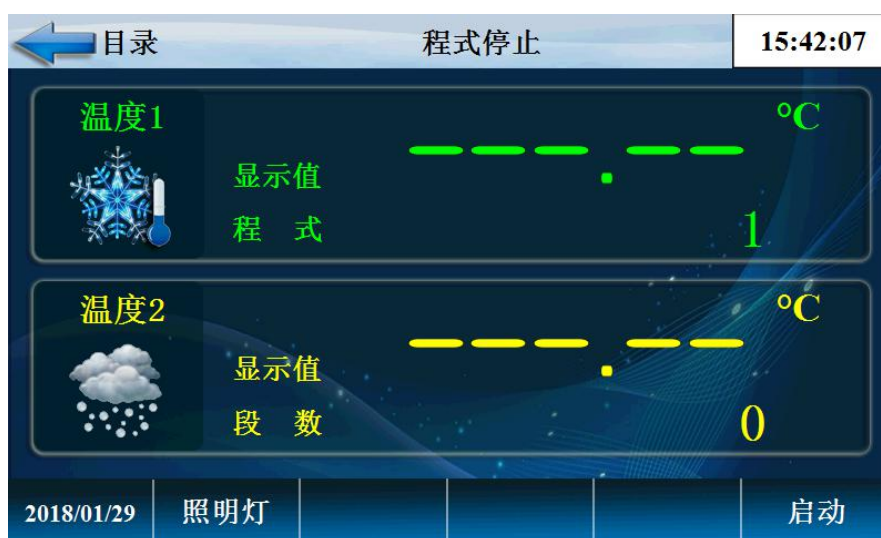 目录 程式停止 15:42:07
温度1 °C
显示值 ---.--
程 式 1
温度2 °C
显示值 ---.--
段 数 0
2018/01/29 照明灯 启动